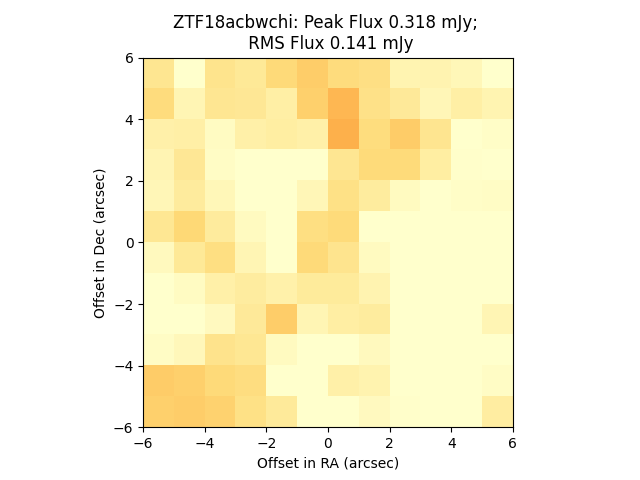 ZTF18acbwchi: Peak Flux 0.318 mJy;
RMS Flux 0.141 mJy
6
4
2
0
−2
−4
−6
Offset in Dec (arcsec)
−6 −4 −2 0 2 4 6
Offset in RA (arcsec)